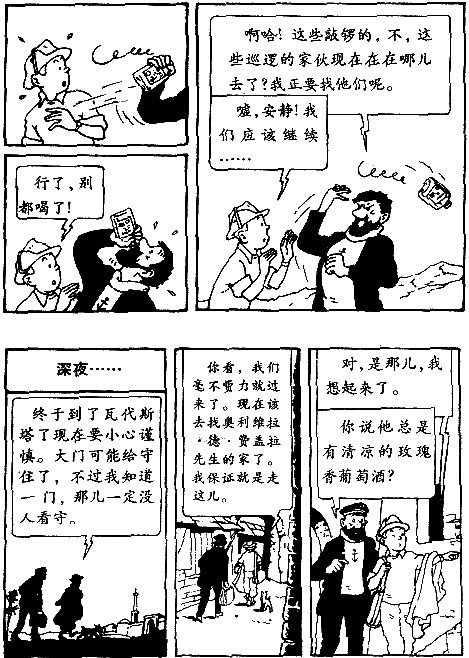 行了、别
都喝了!
啊哈! 这些敲锣的，不，这
些巡逻的家伙现在在在哪儿
去了?我正要找他们呢。
嘘,安静!我
们应该继续
……
深夜……
终于到了瓦代斯
塔了现在要小心谨
慎。大门可能给守
住了，不过我知道
一门，那儿一定没
人看守。
你看，我们
毫不贾力就过
来了。现在该
去找奥利维拉
·德·贾盖拉
先生的家了。
我保证就是走
这儿。
对，是那儿，我
想起来了。
你说他总是
有清凉的玫瑰
香葡萄酒?